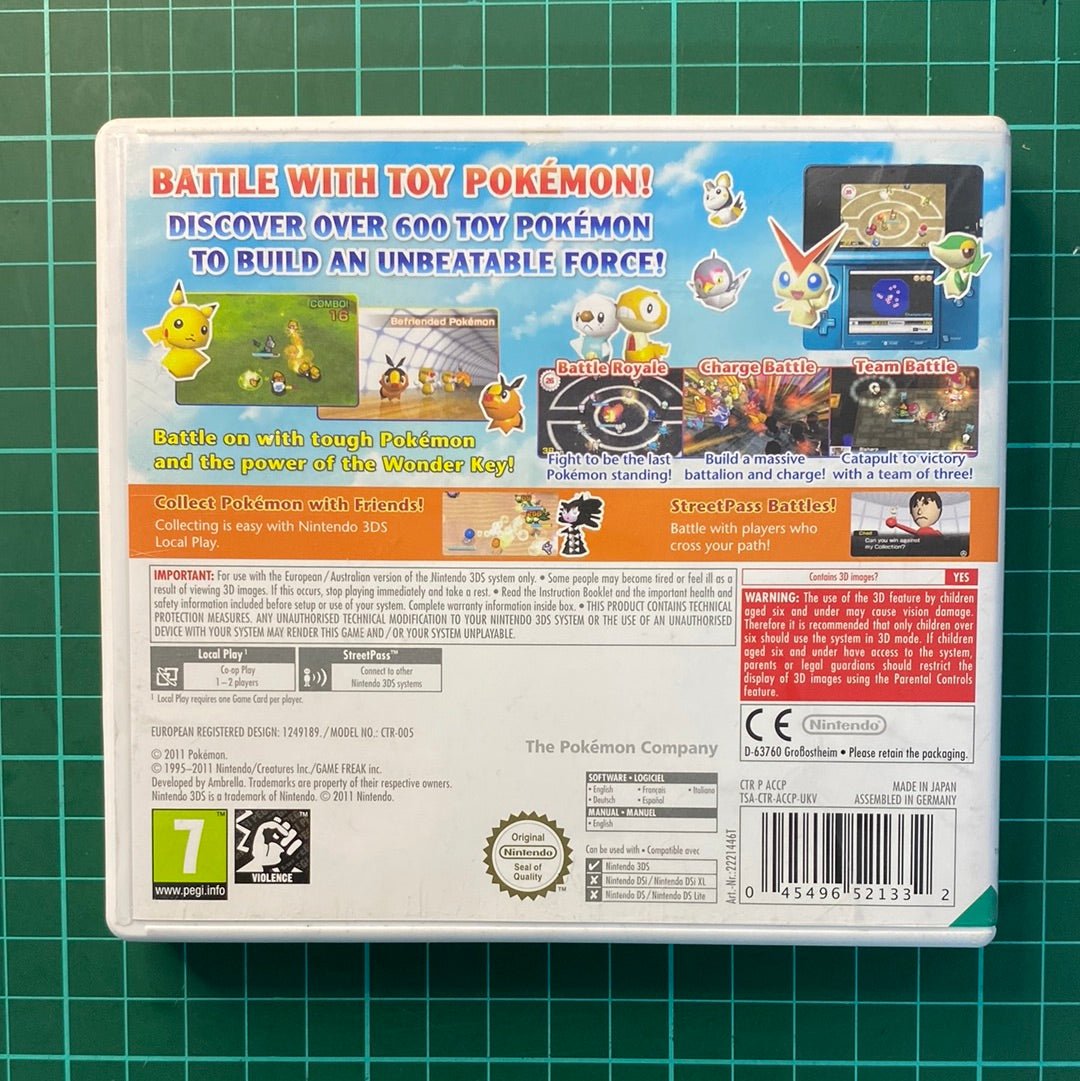 BATTLE WITH TOY POKÉMON!
DISCOVER OVER 600 TOY POKÉMON
TO BUILD AN UNBEATABLE FORCE!
COMBO!
16
Befriended Pokémon
Battle on with tough Pokémon
and the power of the Wonder Key!
Battle Royale
26
Fight to be the last
Pokémon standing!
Charge Battle
Build a massive
battalion and charge!
Team Battle
Catapult to victory
with a team of three!
Collect Pokémon with Friends!
Collecting is easy with Nintendo 3DS
Local Play.
StreetPass Battles!
Battle with players who
cross your path!
Can you win against
my Collection?
IMPORTANT: For use with the European/Australian version of the Nintendo 3DS system only. • Some people may become tired or feel ill as a
result of viewing 3D images. If this occurs, stop playing immediately and take a rest. • Read the Instruction Booklet and the important health and
safety information included before setup or use of your system. Complete warranty information inside box. • THIS PRODUCT CONTAINS TECHNICAL
PROTECTION MEASURES. ANY UNAUTHORISED TECHNICAL MODIFICATION TO YOUR NINTENDO 3DS SYSTEM OR THE USE OF AN UNAUTHORISED
DEVICE WITH YOUR SYSTEM MAY RENDER THIS GAME AND/OR YOUR SYSTEM UNPLAYABLE.
Contains 3D images? YES
WARNING: The use of the 3D feature by children
aged six and under may cause vision damage.
Therefore it is recommended that only children over
six should use the system in 3D mode. If children
aged six and under have access to the system,
parents or legal guardians should restrict the
display of 3D images using the Parental Controls
feature.
Local Play¹
Co-op Play
1–2 players
StreetPass™
Connect to other
Nintendo 3DS systems
¹ Local Play requires one Game Card per player.
EUROPEAN REGISTERED DESIGN: 1249189. / MODEL NO.: CTR-005
© 2011 Pokémon.
© 1995–2011 Nintendo/Creatures Inc./GAME FREAK inc.
Developed by Ambrella. Trademarks are property of their respective owners.
Nintendo 3DS is a trademark of Nintendo. © 2011 Nintendo.
The Pokémon Company
CE Nintendo®
D-63760 Großostheim • Please retain the packaging.
7
www.pegi.info
VIOLENCE
™
Original
Nintendo®
Seal of
Quality
™
SOFTWARE • LOGICIEL
• English • Français • Italiano
• Deutsch • Español
MANUAL • MANUEL
• English
Can be used with • Compatible avec
Nintendo 3DS
Nintendo DSi / Nintendo DSi XL
Nintendo DS / Nintendo DS Lite
CTR P ACCP MADE IN JAPAN
TSA-CTR-ACCP-UKV ASSEMBLED IN GERMANY
Art.-Nr.:2221446T
0 45496 52133 2